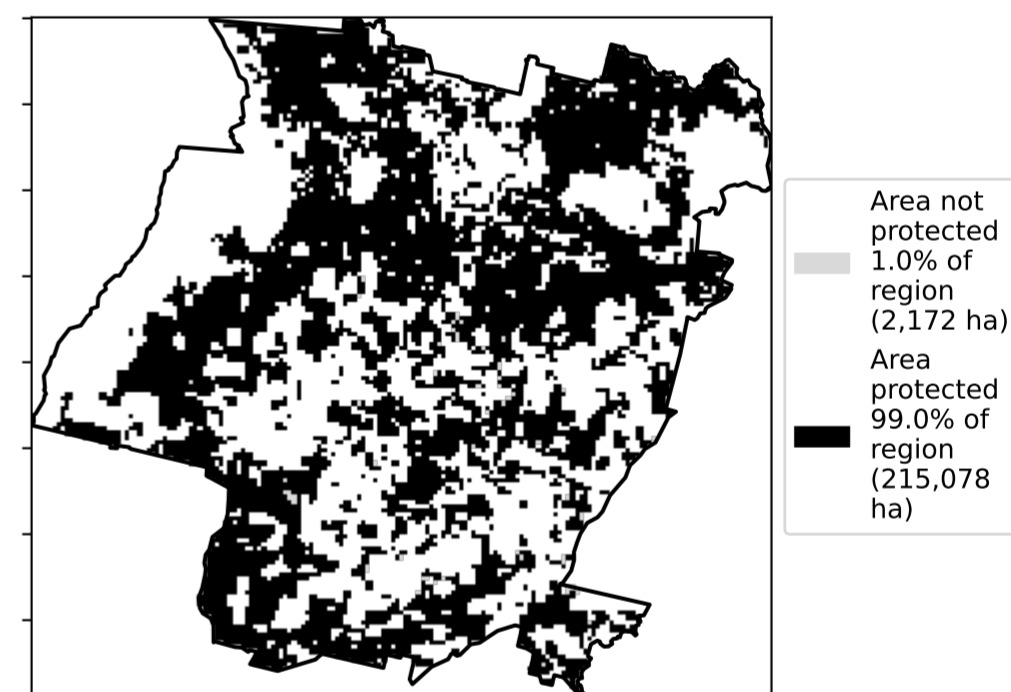 Area not
protected
1.0% of
region
(2,172 ha)
Area
protected
99.0% of
region
(215,078
ha)